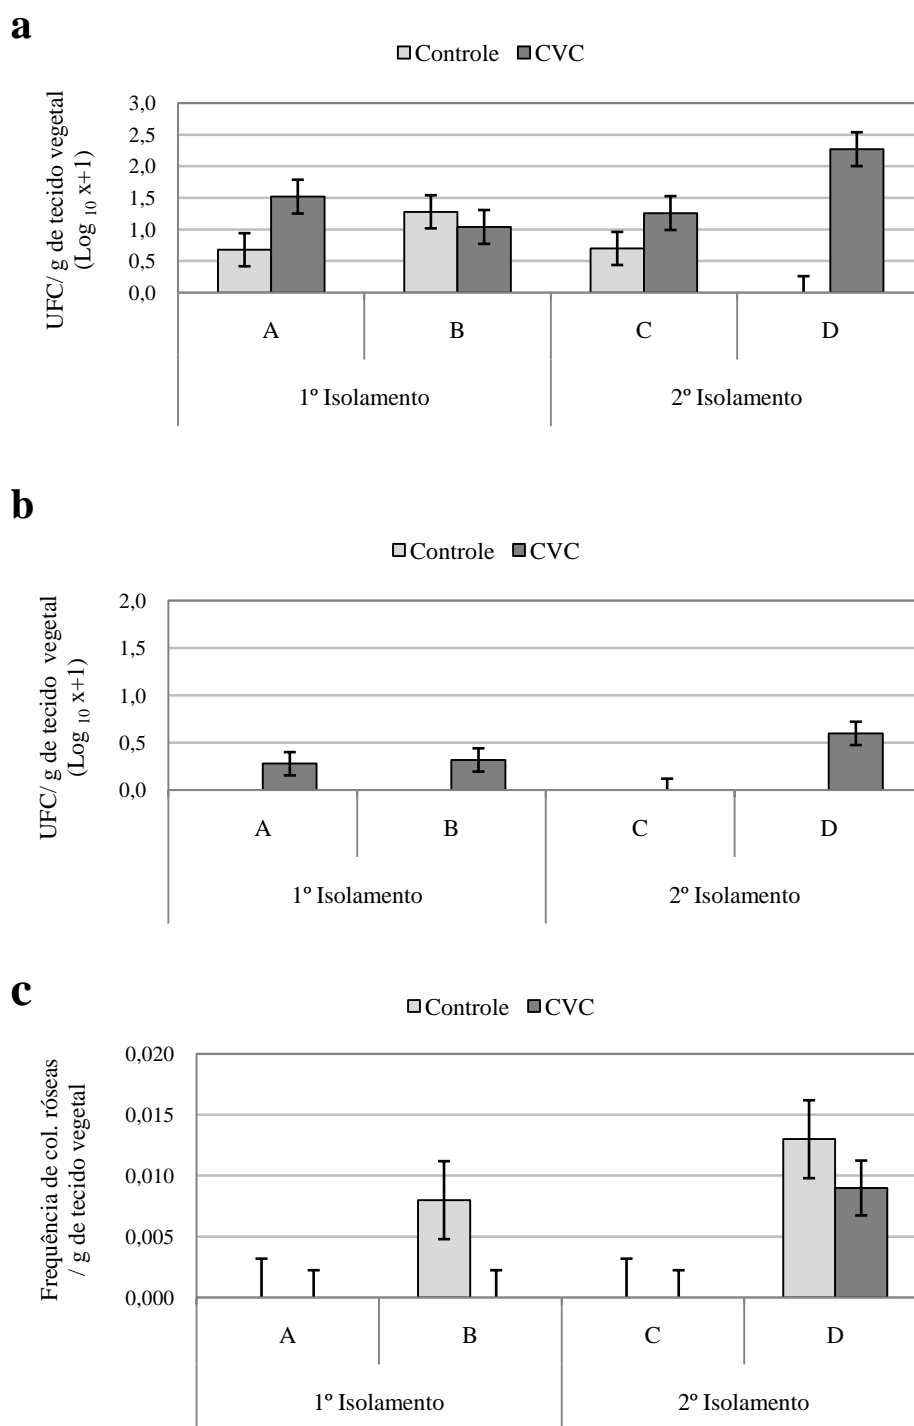 a
Controle CVC
UFC/ g de tecido vegetal
(Log 10 x+1)
3,0
2,5
2,0
1,5
1,0
0,5
0,0
A B C D
1º Isolamento 2º Isolamento
b
Controle CVC
UFC/ g de tecido vegetal
(Log 10 x+1)
2,0
1,5
1,0
0,5
0,0
A B C D
1º Isolamento 2º Isolamento
c
Controle CVC
Frequência de col. róseas
/ g de tecido vegetal
0,020
0,015
0,010
0,005
0,000
A B C D
1º Isolamento 2º Isolamento